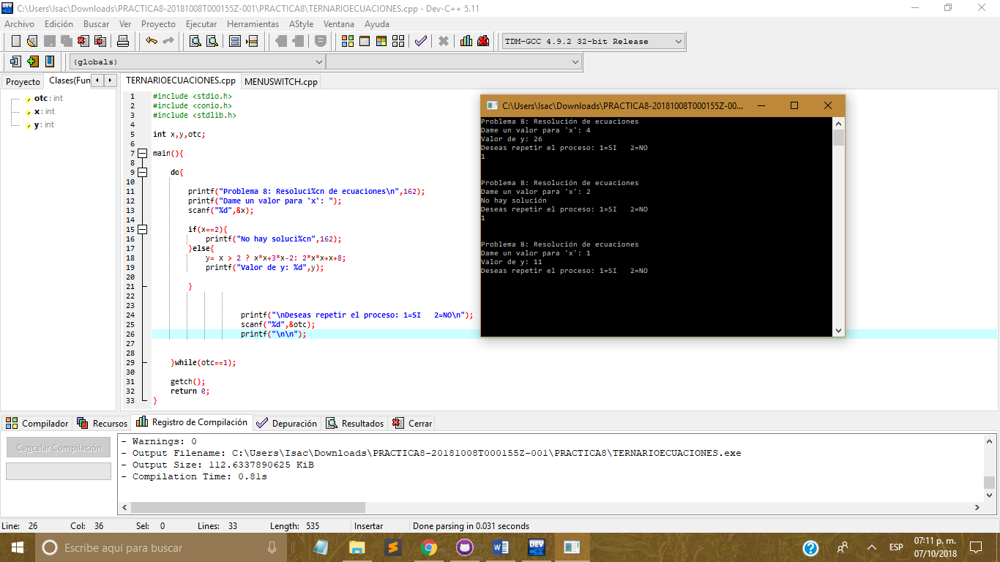 C:\Users\Isac\Downloads\PRACTICA8-20181008T000155Z-001\PRACTICA8\TERNARIOECUACIONES.cpp - Dev-C++ 5.11
Archivo Edición Buscar Ver Proyecto Ejecutar Herramientas AStyle Ventana Ayuda
TDM-GCC 4.9.2 32-bit Release
(globals)
Proyecto Clases(Fun
TERNARIOECUACIONES.cpp MENUSWITCH.cpp
otc : int
x : int
y : int
1 #include <stdio.h>
2 #include <conio.h>
3 #include <stdlib.h>
4
5 int x,y,otc;
6
7 main(){
8
9 do{
10
11 printf("Problema 8: Resoluci%cn de ecuaciones\n",162);
12 printf("Dame un valor para 'x': ");
13 scanf("%d",&x);
14
15 if(x==2){
16 printf("No hay soluci%cn",162);
17 }else{
18 y= x > 2 ? x*x+3*x-2: 2*x*x+x+8;
19 printf("Valor de y: %d",y);
20
21 }
22
23
24 printf("\nDeseas repetir el proceso: 1=SI   2=NO\n");
25 scanf("%d",&otc);
26 printf("\n\n");
27
28
29 }while(otc==1);
30
31 getch();
32 return 0;
33 }
C:\Users\Isac\Downloads\PRACTICA8-20181008T000155Z-00...
Problema 8: Resolución de ecuaciones
Dame un valor para 'x': 4
Valor de y: 26
Deseas repetir el proceso: 1=SI   2=NO
1
Problema 8: Resolución de ecuaciones
Dame un valor para 'x': 2
No hay solución
Deseas repetir el proceso: 1=SI   2=NO
1
Problema 8: Resolución de ecuaciones
Dame un valor para 'x': 1
Valor de y: 11
Deseas repetir el proceso: 1=SI   2=NO
Compilador Recursos Registro de Compilación Depuración Resultados Cerrar
Cancelar Compilación
- Warnings: 0
- Output Filename: C:\Users\Isac\Downloads\PRACTICA8-20181008T000155Z-001\PRACTICA8\TERNARIOECUACIONES.exe
- Output Size: 112.6337890625 KiB
- Compilation Time: 0.81s
Line: 26 Col: 36 Sel: 0 Lines: 33 Length: 535 Insertar Done parsing in 0.031 seconds
Escribe aquí para buscar
ESP
07:11 p. m.
07/10/2018